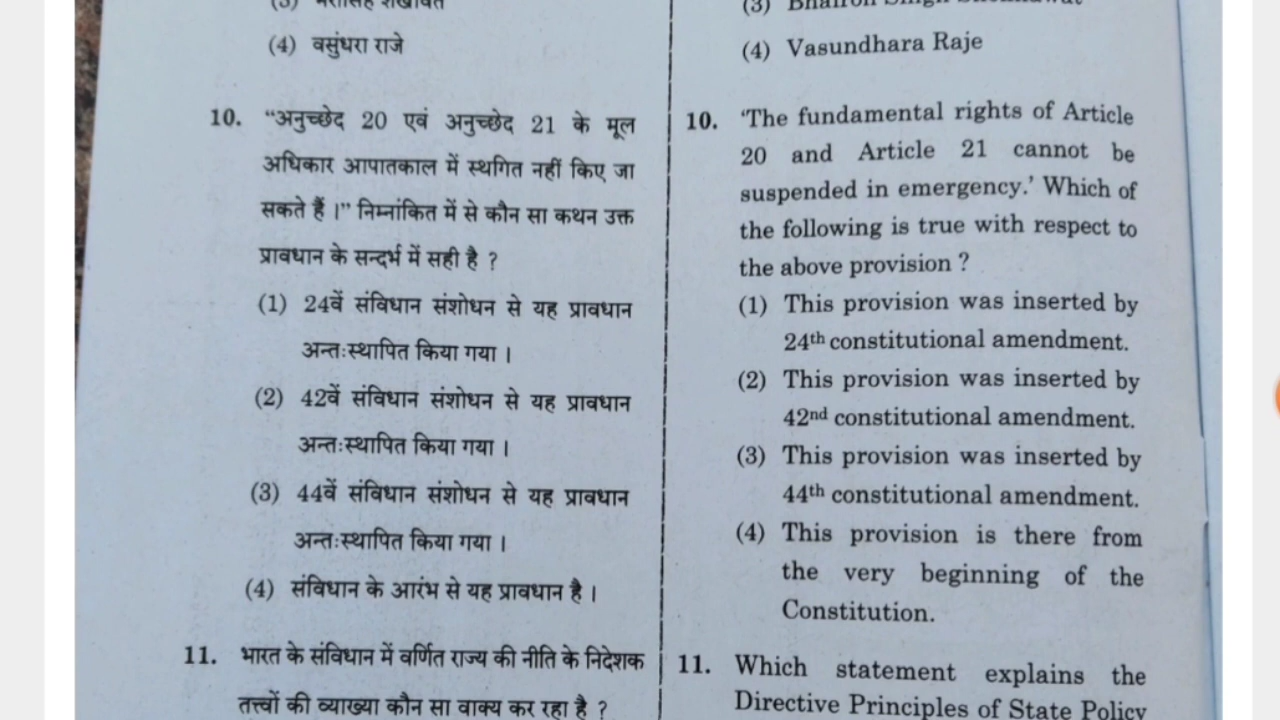 (4) वसुंधरा राजे
10. “अनुच्छेद 20 एवं अनुच्छेद 21 के मूल
अधिकार आपातकाल में स्थगित नहीं किए जा
सकते हैं ।” निम्नांकित में से कौन सा कथन उक्त
प्रावधान के सन्दर्भ में सही है ?
(1) 24वें संविधान संशोधन से यह प्रावधान
अन्तःस्थापित किया गया ।
(2) 42वें संविधान संशोधन से यह प्रावधान
अन्तःस्थापित किया गया ।
(3) 44वें संविधान संशोधन से यह प्रावधान
अन्तःस्थापित किया गया ।
(4) संविधान के आरंभ से यह प्रावधान है ।
11. भारत के संविधान में वर्णित राज्य की नीति के निदेशक
तत्त्वों की व्याख्या कौन सा वाक्य कर रहा है ?
(3) Bhairon Singh
(4) Vasundhara Raje
10. ‘The fundamental rights of Article
20 and Article 21 cannot be
suspended in emergency.’ Which of
the following is true with respect to
the above provision ?
(1) This provision was inserted by
24th constitutional amendment.
(2) This provision was inserted by
42nd constitutional amendment.
(3) This provision was inserted by
44th constitutional amendment.
(4) This provision is there from
the very beginning of the
Constitution.
11. Which statement explains the
Directive Principles of State Policy